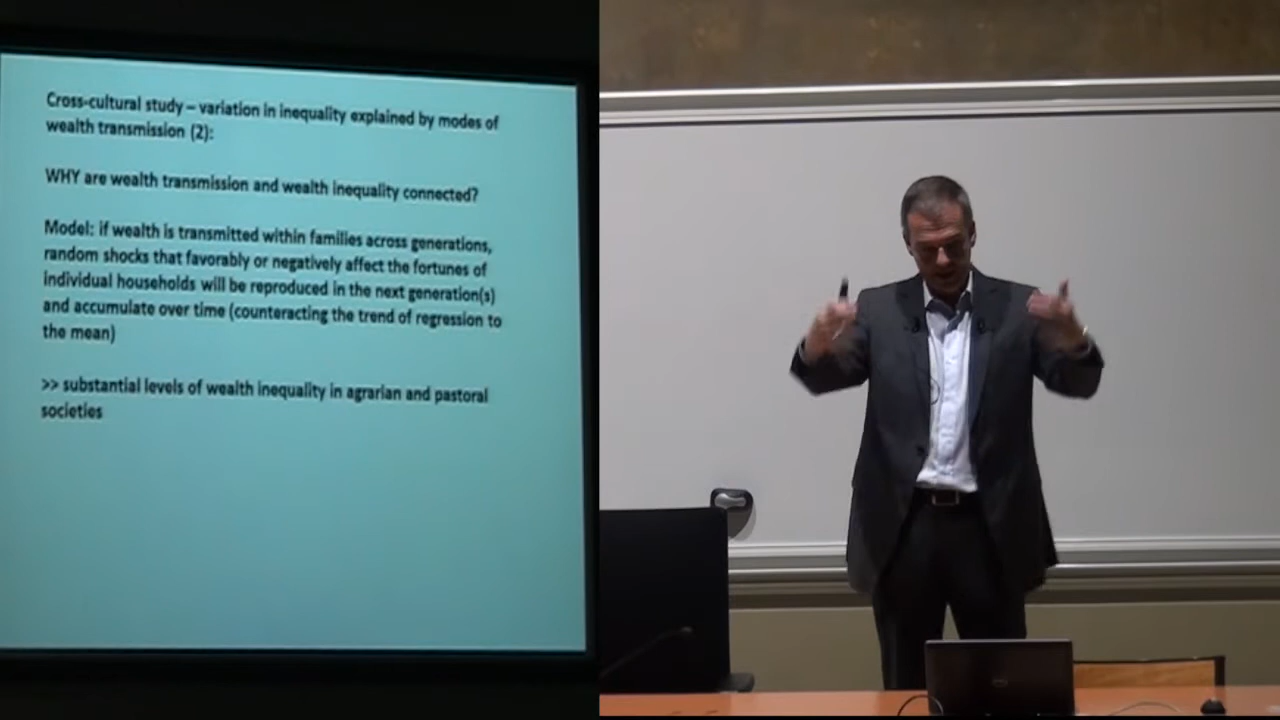 Cross-cultural study – variation in inequality explained by modes of
wealth transmission (2):
WHY are wealth transmission and wealth inequality connected?
Model: if wealth is transmitted within families across generations,
random shocks that favorably or negatively affect the fortunes of
individual households will be reproduced in the next generation(s)
and accumulate over time (counteracting the trend of regression to
the mean)
>> substantial levels of wealth inequality in agrarian and pastoral
societies